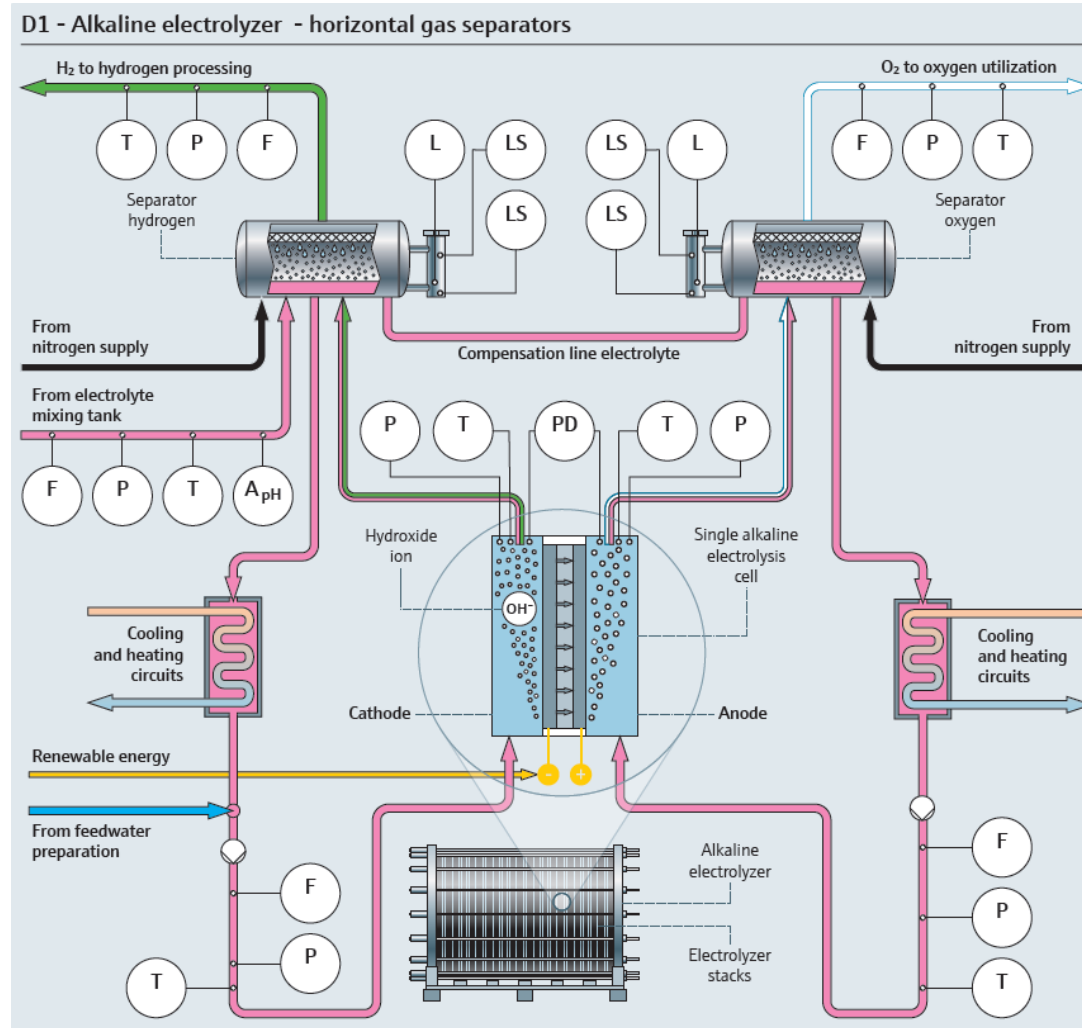 D1 - Alkaline electrolyzer - horizontal gas separators
H₂ to hydrogen processing
O₂ to oxygen utilization
T
P
F
L
LS
LS
LS
LS
L
F
P
T
Separator
hydrogen
Separator
oxygen
From
nitrogen supply
From
nitrogen supply
Compensation line electrolyte
From electrolyte
mixing tank
F
P
T
A pH
P
T
PD
T
P
Hydroxide
ion
Single alkaline
electrolysis
cell
OH⁻
Cooling
and heating
circuits
Cooling
and heating
circuits
Cathode
Anode
Renewable energy
-
+
From feedwater
preparation
F
P
T
Alkaline
electrolyzer
Electrolyzer
stacks
F
P
T